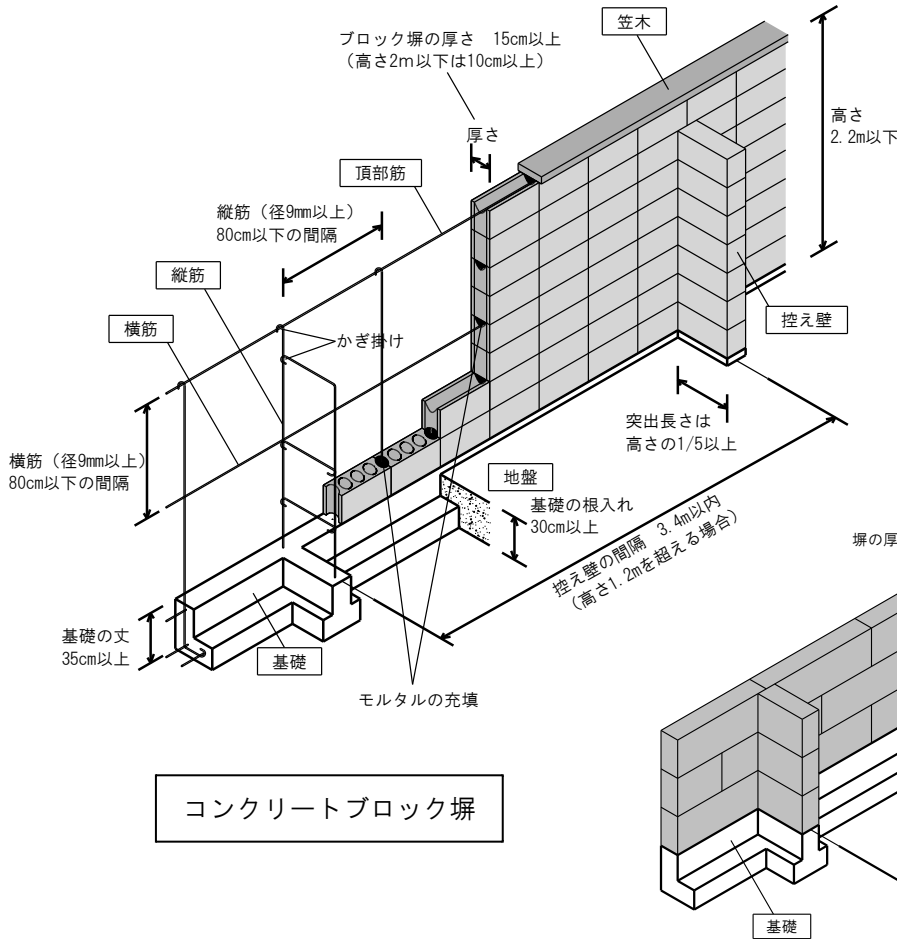 笠木
ブロック塀の厚さ　15cm以上
（高さ2ｍ以下は10cm以上）
高さ
2.2m以下
厚さ
頂部筋
縦筋（径9mm以上）
80cm以下の間隔
縦筋
横筋
かぎ掛け
控え壁
突出長さは
高さの1/5以上
横筋（径9mm以上）
80cm以下の間隔
地盤
基礎の根入れ
30cm以上
控え壁の間隔　3.4m以内
（高さ1.2mを超える場合）
塀の厚
基礎の丈
35cm以上
基礎
モルタルの充填
コンクリートブロック塀
基礎